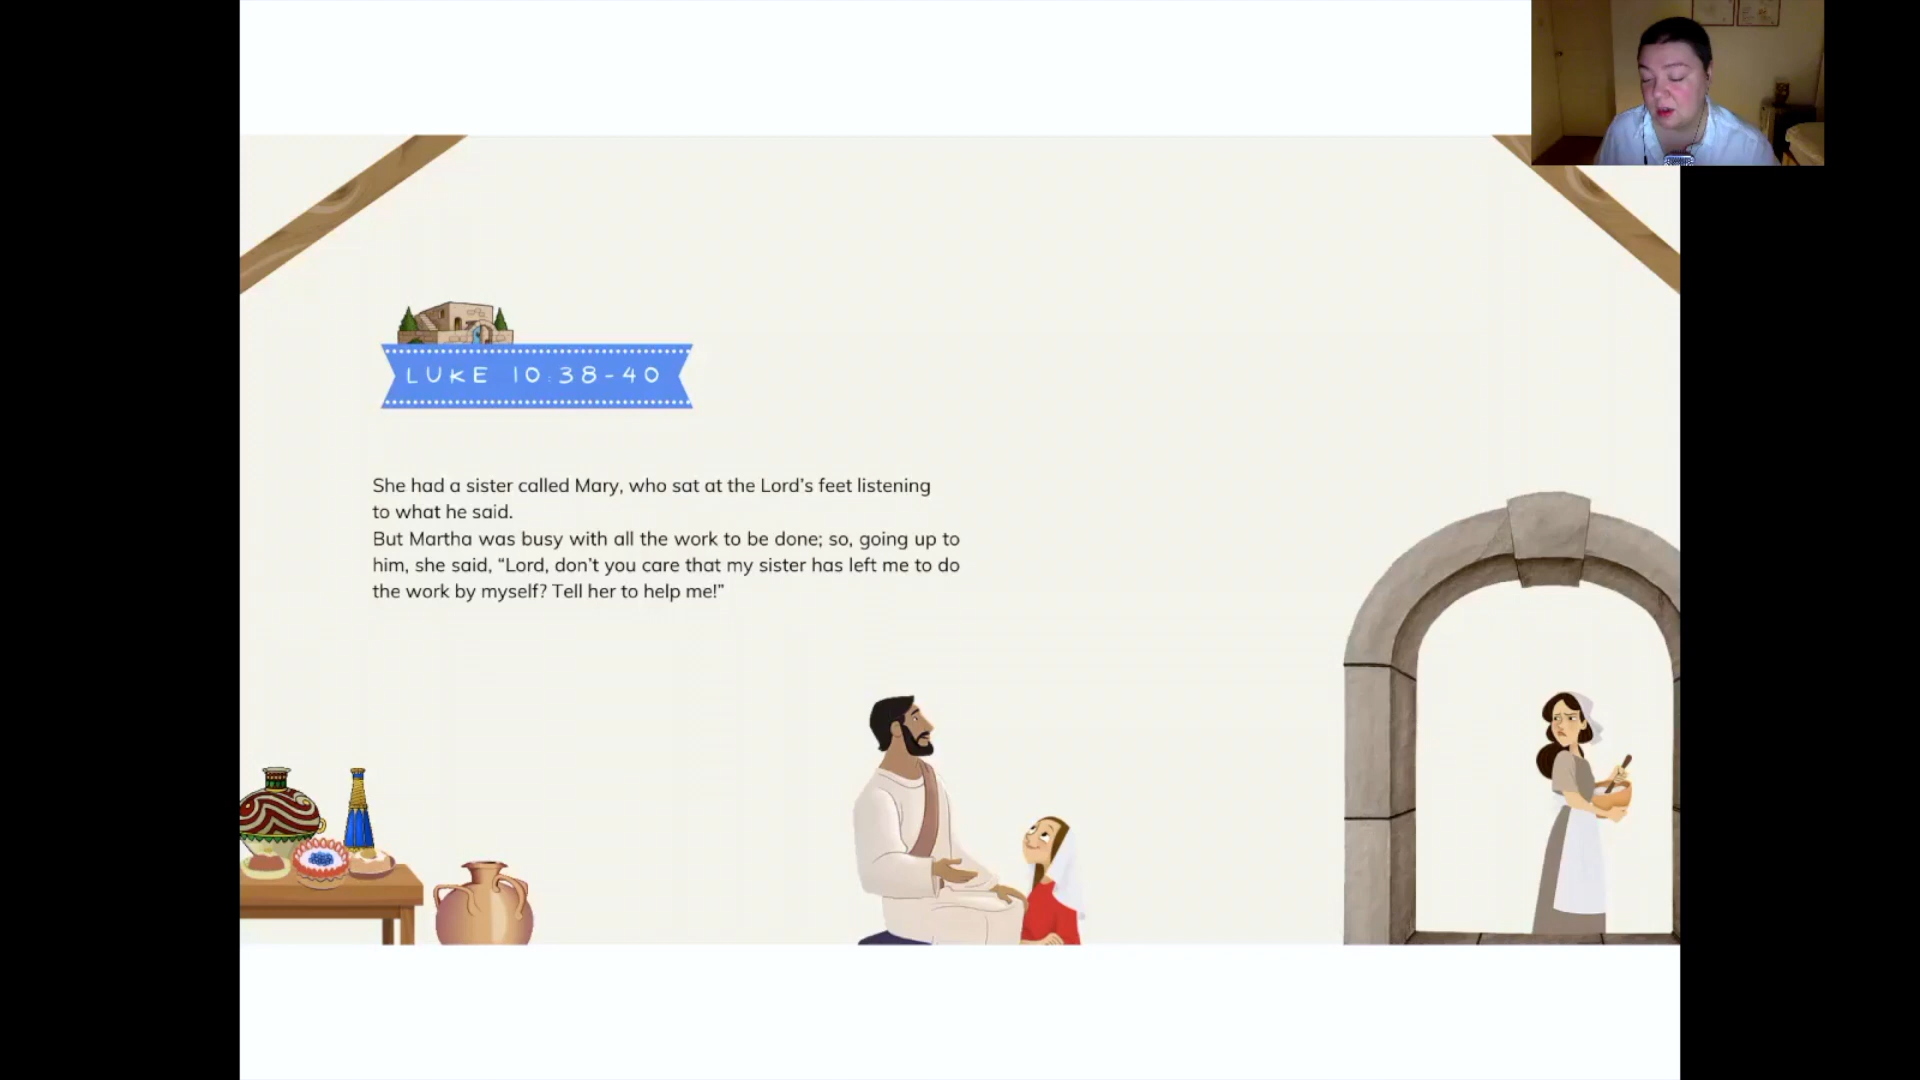 LUKE 10:38-40
She had a sister called Mary, who sat at the Lord’s feet listening
to what he said.
But Martha was busy with all the work to be done; so, going up to
him, she said, “Lord, don’t you care that my sister has left me to do
the work by myself? Tell her to help me!”